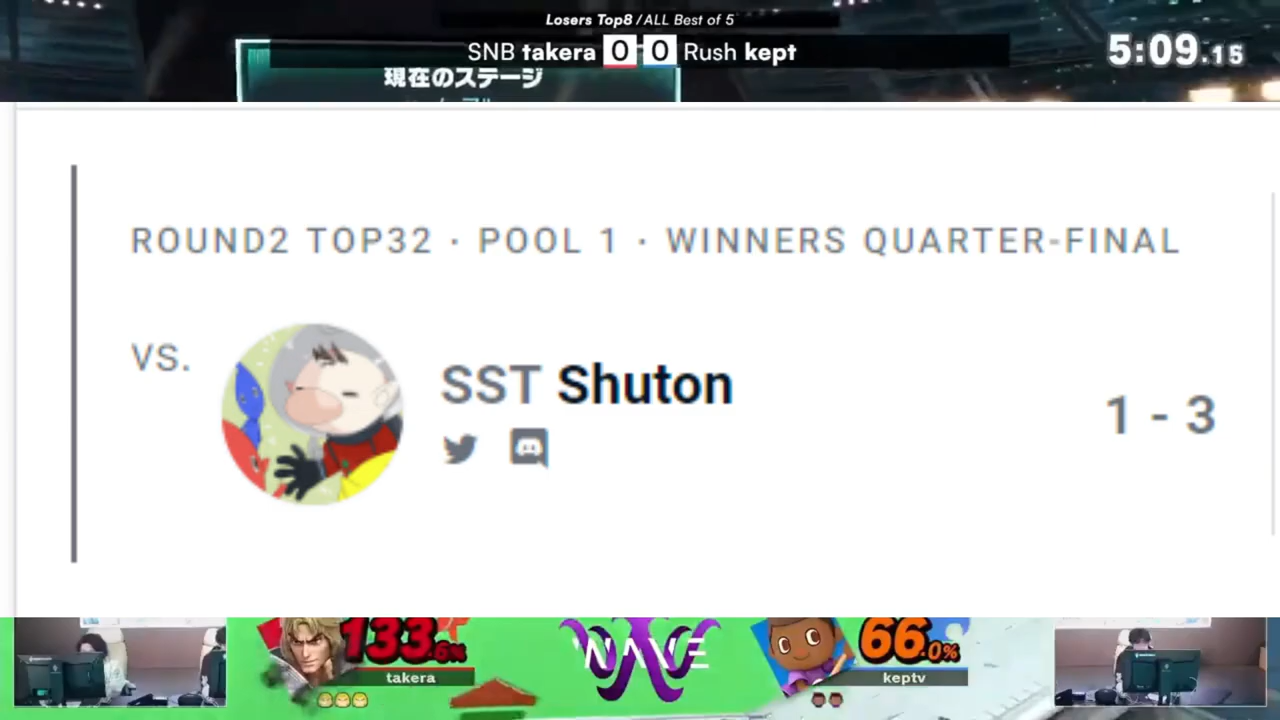 Losers Top8 / ALL Best of 5
SNB takera 0 0 Rush kept
5:09.15
現在のステージ
ROUND2 TOP32 · POOL 1 · WINNERS QUARTER-FINAL
VS.
SST Shuton
1 - 3
133.6%
takera
WAVE
66.0%
keptv